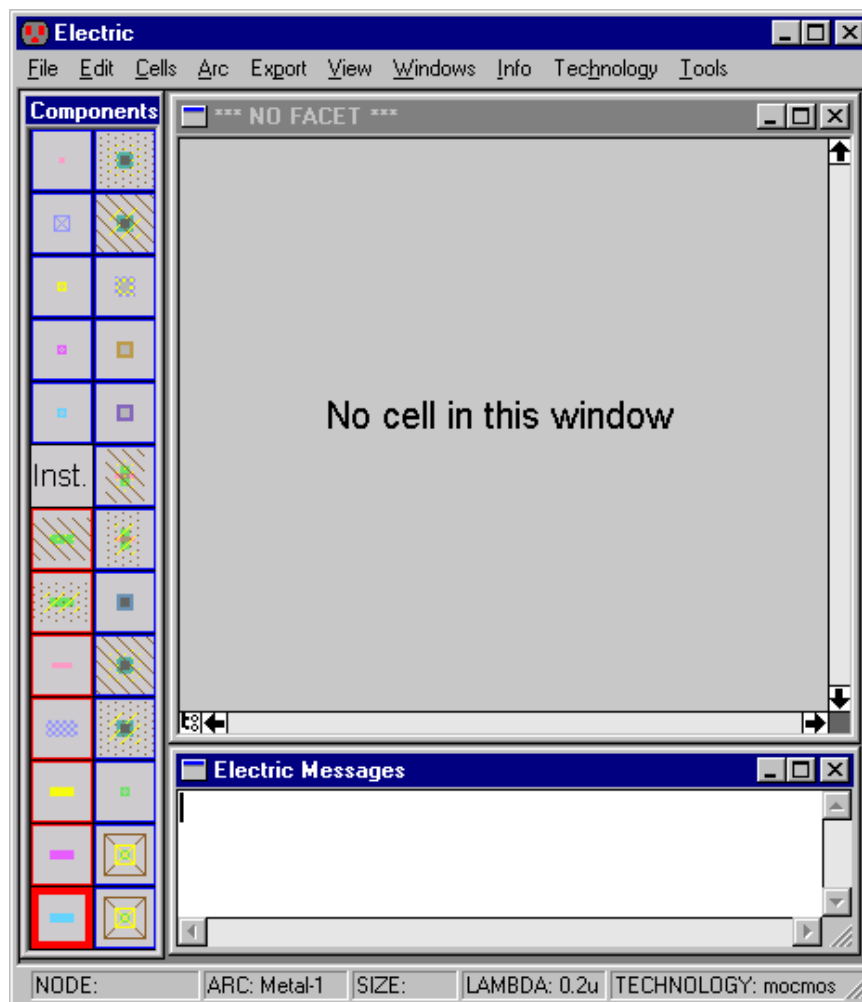 Electric
File Edit Cells Arc Export View Windows Info Technology Tools
Components
*** NO FACET ***
No cell in this window
Inst.
Electric Messages
NODE: ARC: Metal-1 SIZE: LAMBDA: 0.2u TECHNOLOGY: mocmos